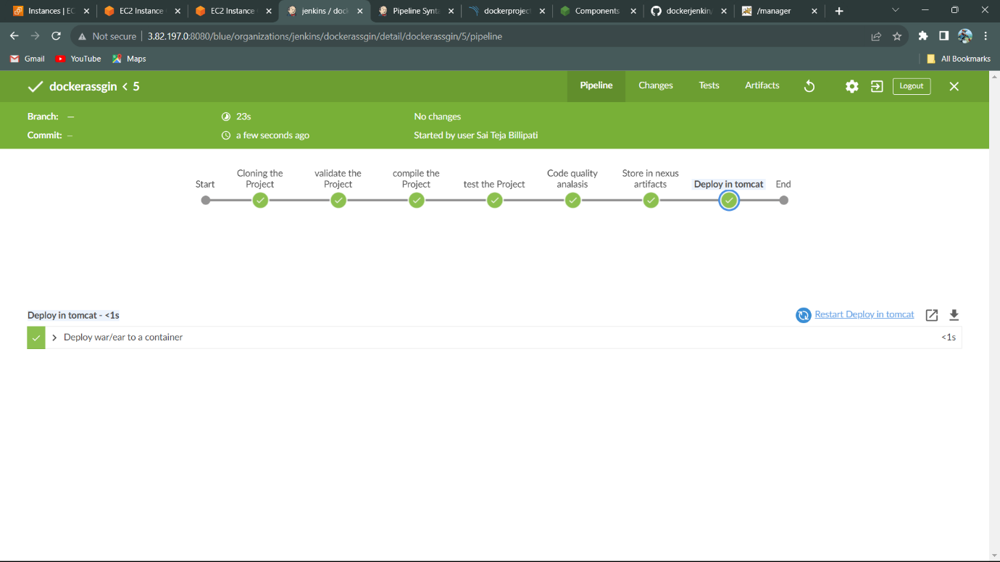 Instances | EC
EC2 Instance
EC2 Instance
jenkins / dock
Pipeline Synta
dockerproject
Components
dockerjenkin
/manager
Not secure
3.82.197.0:8080/blue/organizations/jenkins/dockerassgin/detail/dockerassgin/5/pipeline
Gmail
YouTube
Maps
All Bookmarks
dockerassgin < 5
Pipeline
Changes
Tests
Artifacts
Logout
Branch: —
23s
No changes
Commit: –
a few seconds ago
Started by user Sai Teja Billipati
Start
Cloning the
Project
validate the
Project
compile the
Project
test the Project
Code quality
analasis
Store in nexus
artifacts
Deploy in tomcat
End
Deploy in tomcat - <1s
Restart Deploy in tomcat
Deploy war/ear to a container
<1s